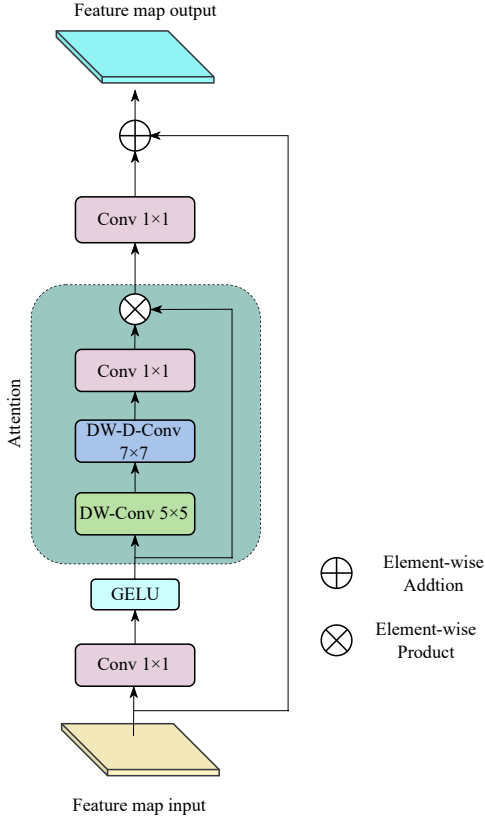 Feature map output
Conv 1×1
Attention
Conv 1×1
DW-D-Conv
7×7
DW-Conv 5×5
GELU
Conv 1×1
Feature map input
Element-wise
Addtion
Element-wise
Product